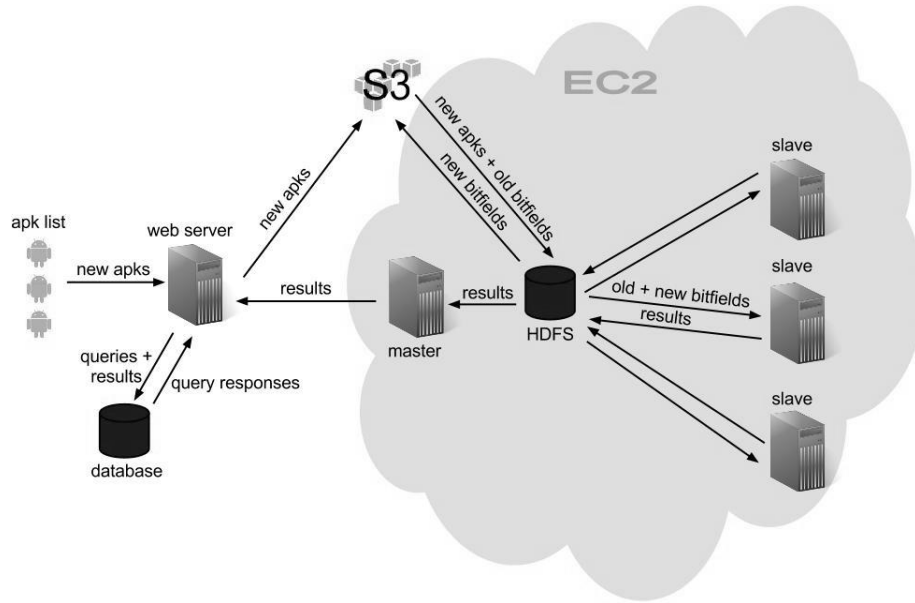 S3
EC2
new apks + old bitfields
new bitfields
slave
new apks
apk list
web server
new apks
results
results
master
HDFS
old + new bitfields
results
slave
queries +
results
query responses
database
slave